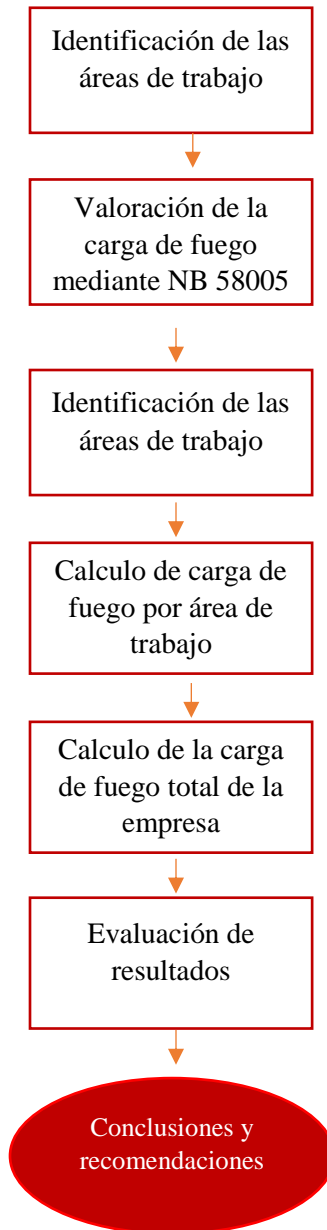 Identificación de las
áreas de trabajo
Valoración de la
carga de fuego
mediante NB 58005
Identificación de las
áreas de trabajo
Calculo de carga de
fuego por área de
trabajo
Calculo de la carga
de fuego total de la
empresa
Evaluación de
resultados
Conclusiones y
recomendaciones